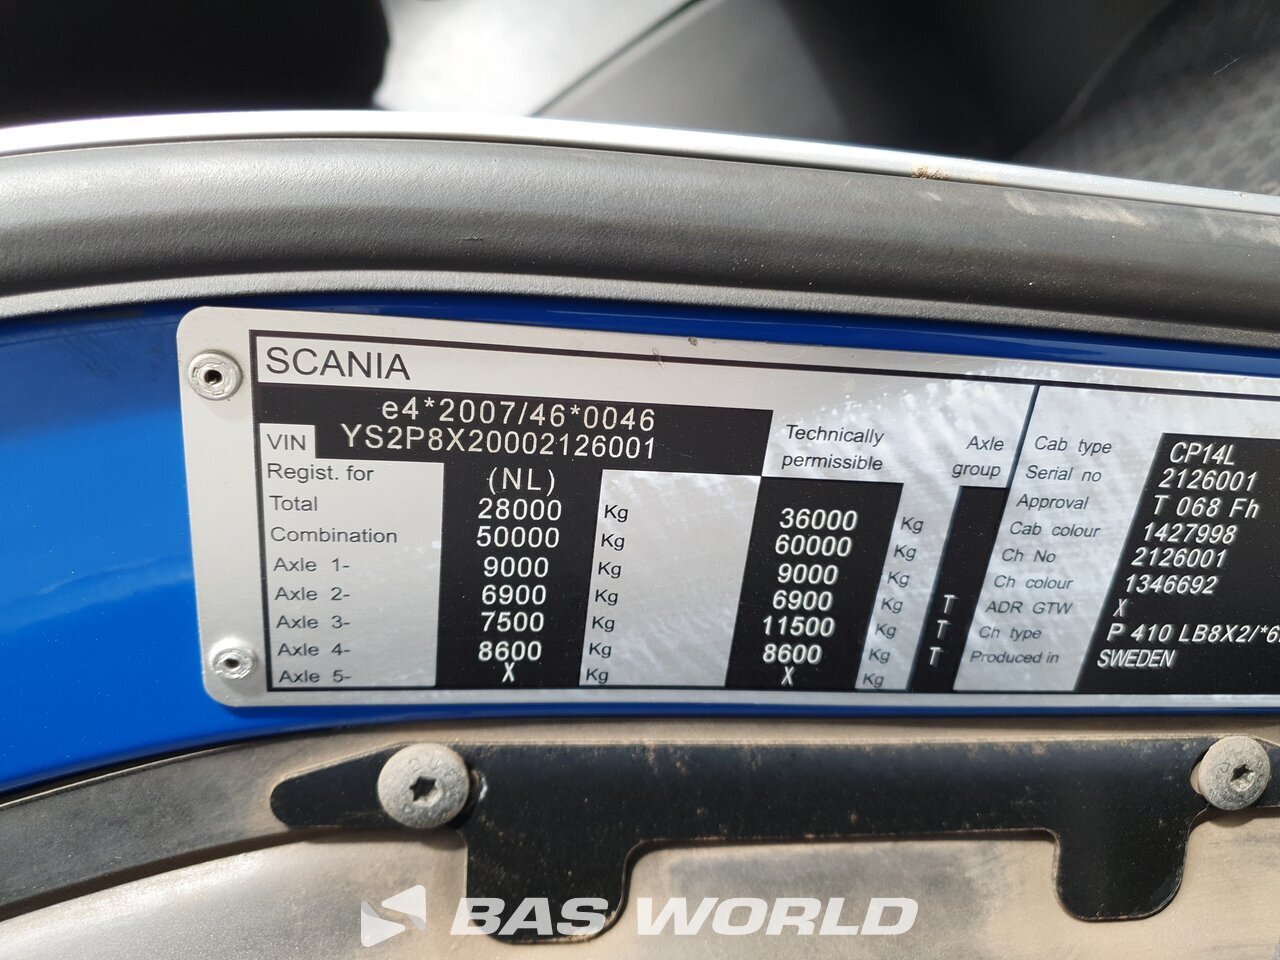 SCANIA
e4*2007/46*0046
VIN YS2P8X20002126001
Technically permissible
Axle group
Regist. for (NL)
Total 28000 Kg 36000 Kg
Combination 50000 Kg 60000 Kg
Axle 1- 9000 Kg 9000 Kg
Axle 2- 6900 Kg 6900 Kg T
Axle 3- 7500 Kg 11500 Kg T
Axle 4- 8600 Kg 8600 Kg T
Axle 5- X Kg X Kg
Cab type CP14L
Serial no 2126001
Approval T 068 Fh
Cab colour 1427998
Ch No 2126001
Ch colour 1346692
ADR GTW X
Ch type P 410 LB8X2/*6
Produced in SWEDEN
BAS WORLD